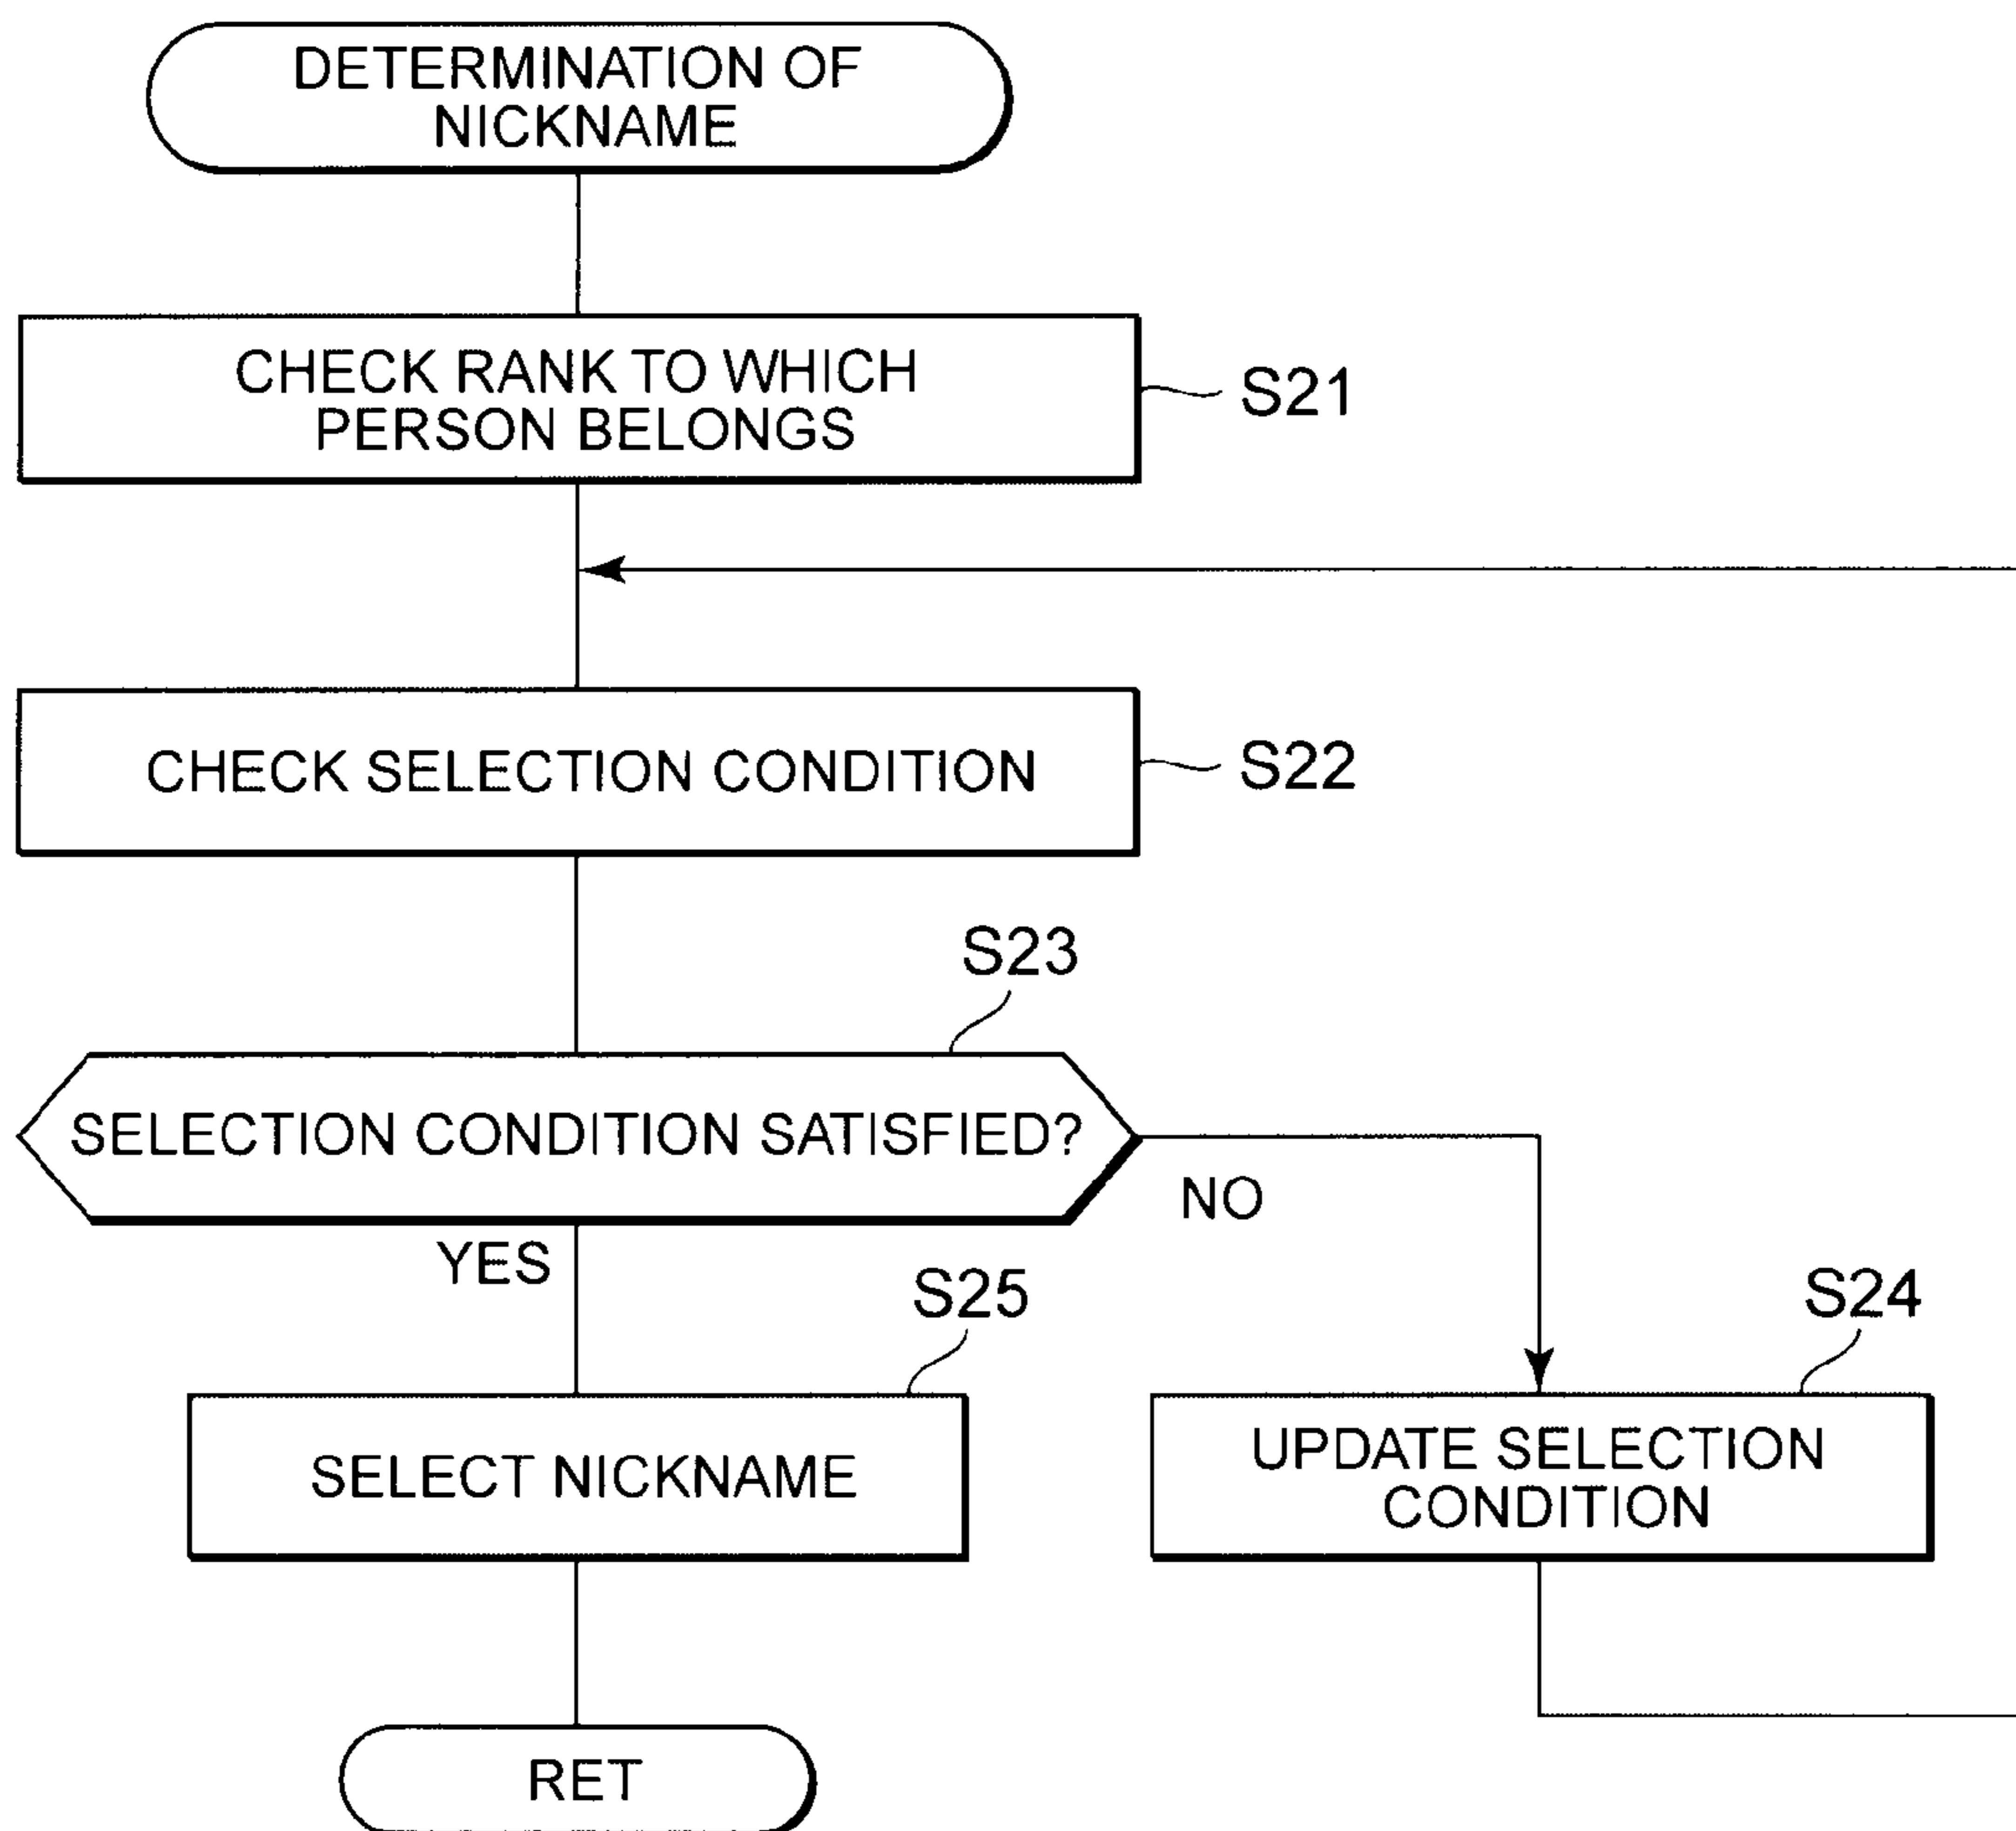 DETERMINATION OF
NICKNAME
CHECK RANK TO WHICH
PERSON BELONGS
S21
CHECK SELECTION CONDITION
S22
S23
SELECTION CONDITION SATISFIED?
NO
YES
S25
S24
SELECT NICKNAME
UPDATE SELECTION
CONDITION
RET